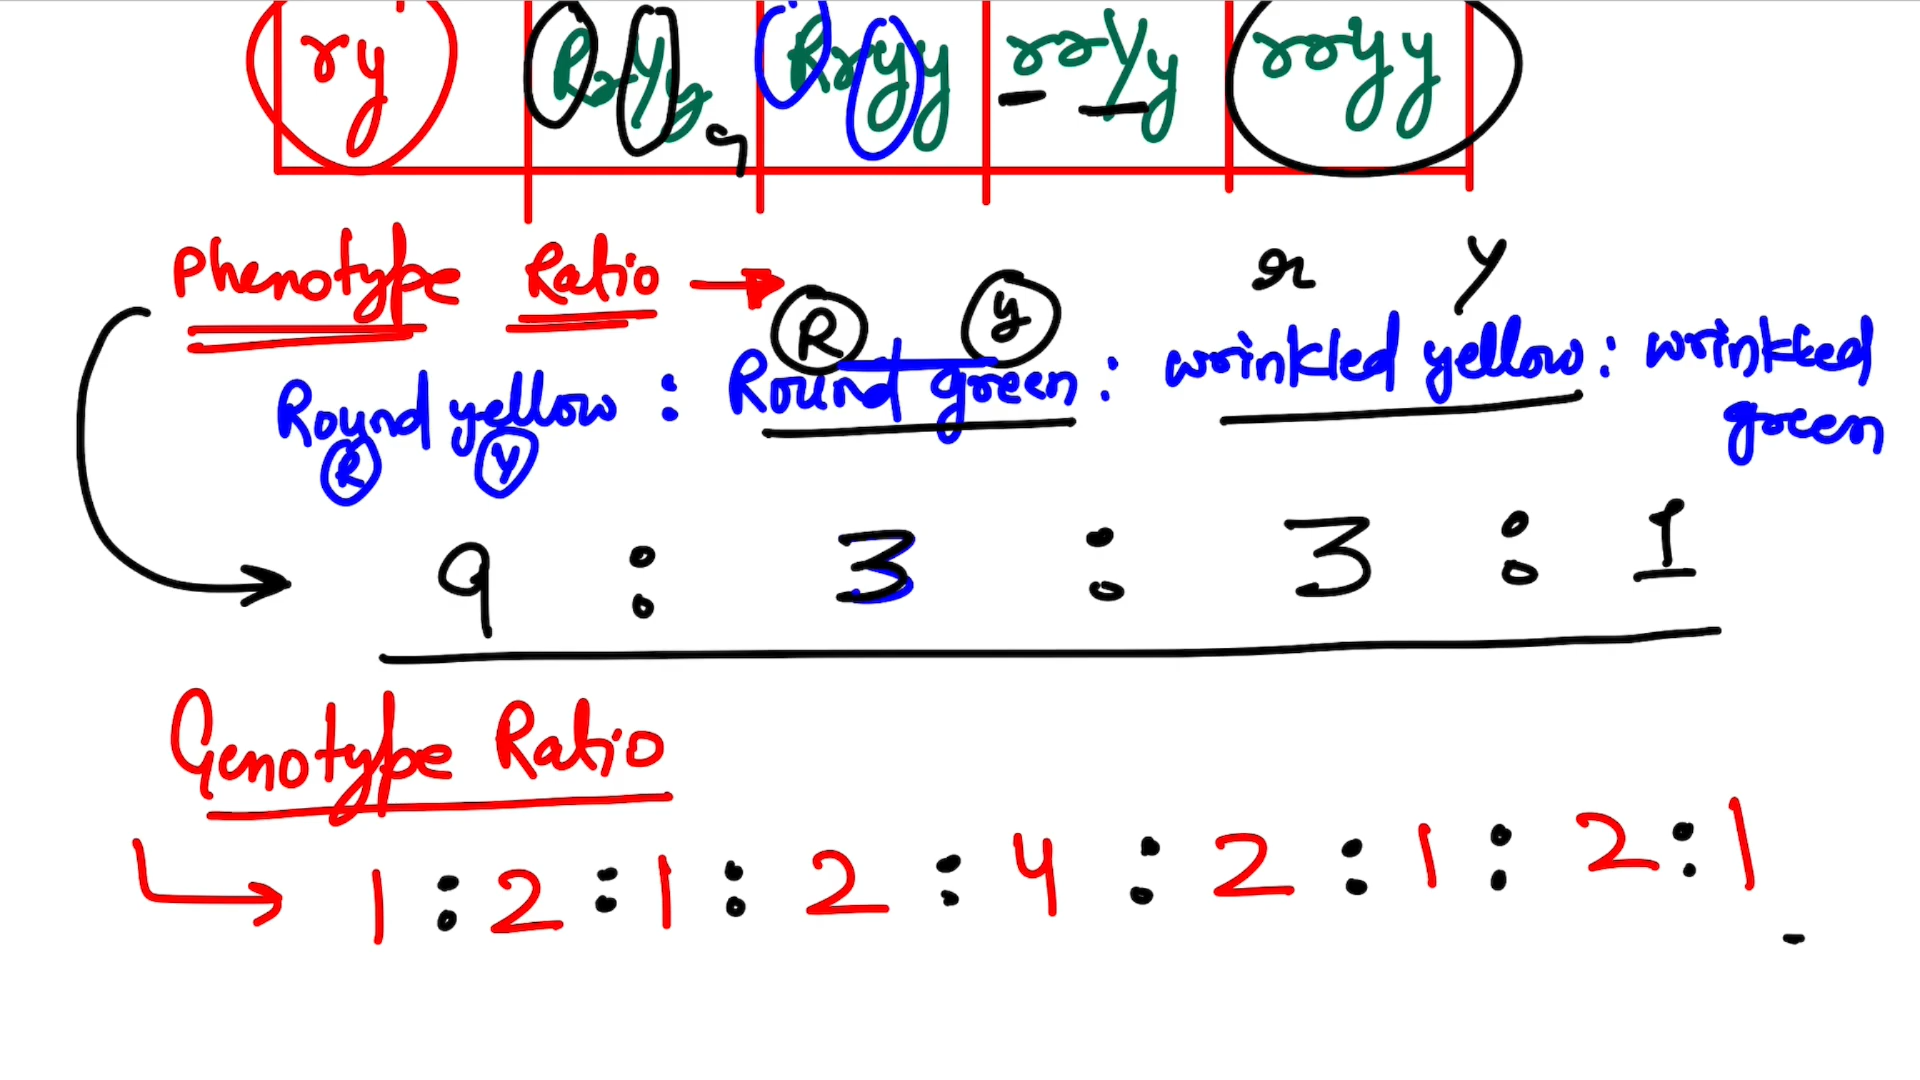 ry RrYy Rryy rrYy rryy
9
Phenotype Ratio →
R y r Y
Round yellow : Round green : wrinkled yellow : wrinkled
green
R Y
9 : 3 : 3 : 1
Genotype Ratio
1 : 2 : 1 : 2 : 4 : 2 : 1 : 2 : 1